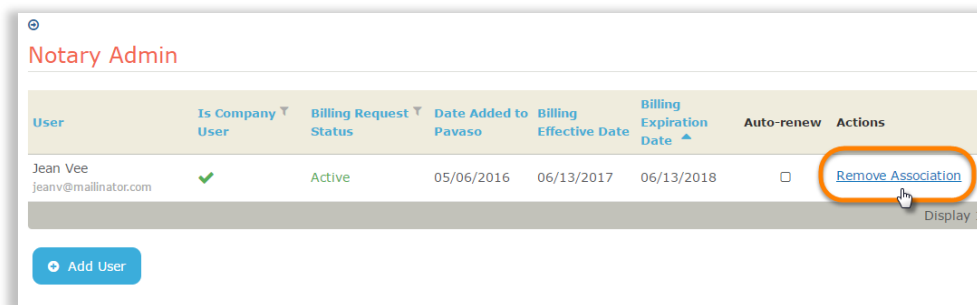 Notary Admin
User
Is Company User
Billing Request Status
Date Added to Pavaso
Billing Effective Date
Billing Expiration Date
Auto-renew
Actions
Jean Vee
jeanv@mailinator.com
Active
05/06/2016
06/13/2017
06/13/2018
Remove Association
Display
Add User